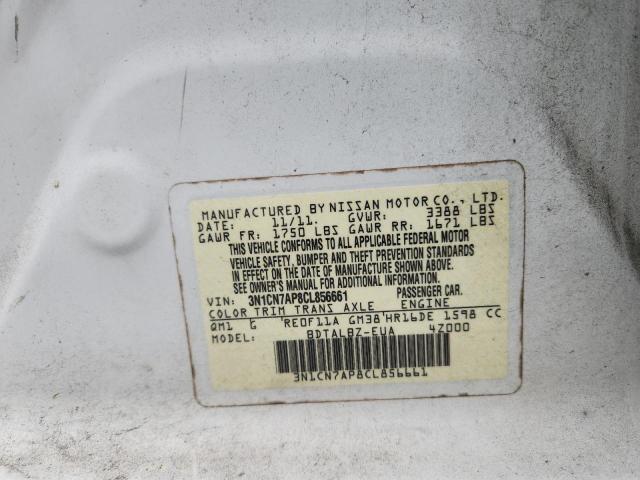 MANUFACTURED BY NISSAN MOTOR CO., LTD.
DATE: 11/11. GVWR: 3388 LBS
GAWR FR: 1750 LBS GAWR RR: 1671 LBS
THIS VEHICLE CONFORMS TO ALL APPLICABLE FEDERAL MOTOR
VEHICLE SAFETY, BUMPER AND THEFT PREVENTION STANDARDS
IN EFFECT ON THE DATE OF MANUFACTURE SHOWN ABOVE.
SEE OWNER'S MANUAL FOR ADDITIONAL INFORMATION.
VIN: 3N1CN7AP8CL856661 PASSENGER CAR.
COLOR TRIM TRANS AXLE ENGINE
QM1 G 'RE0F11A GM38'HR16DE 1598 CC
MODEL: BDTALBZ-EUA 4Z000
3N1CN7AP8CL856661